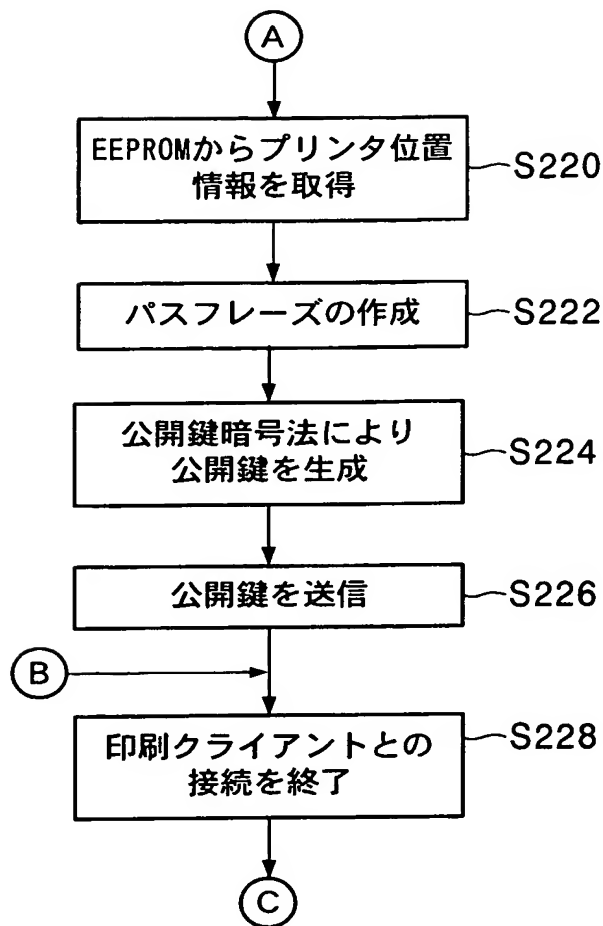 A
EEPROMからプリンタ位置
情報を取得
S220
パスフレーズの作成
S222
公開鍵暗号法により
公開鍵を生成
S224
公開鍵を送信
S226
B
印刷クライアントとの
接続を終了
S228
C